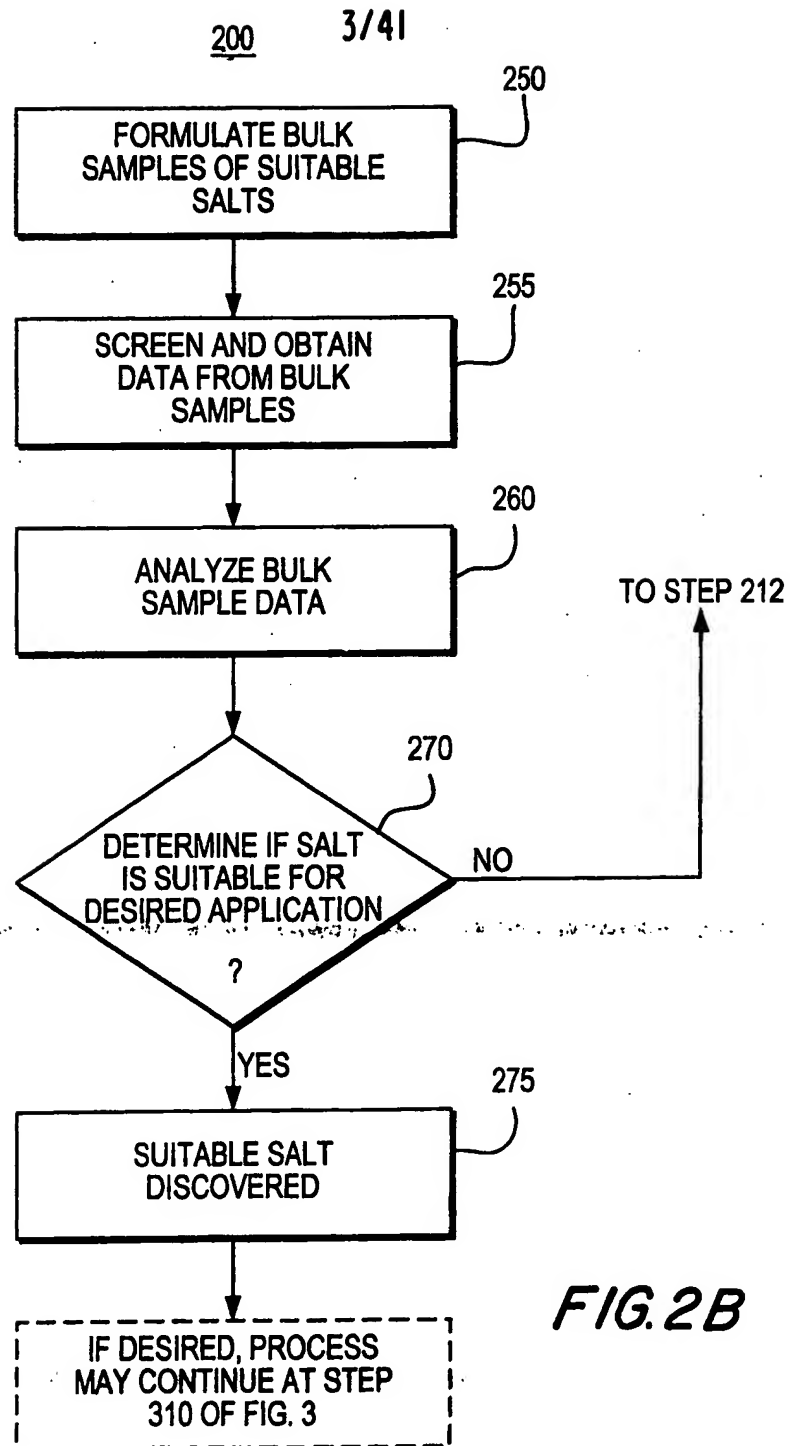 200
3/41
250
FORMULATE BULK
SAMPLES OF SUITABLE
SALTS
255
SCREEN AND OBTAIN
DATA FROM BULK
SAMPLES
260
ANALYZE BULK
SAMPLE DATA
TO STEP 212
270
DETERMINE IF SALT
IS SUITABLE FOR
DESIRED APPLICATION
?
NO
YES
275
SUITABLE SALT
DISCOVERED
IF DESIRED, PROCESS
MAY CONTINUE AT STEP
310 OF FIG. 3
FIG. 2B